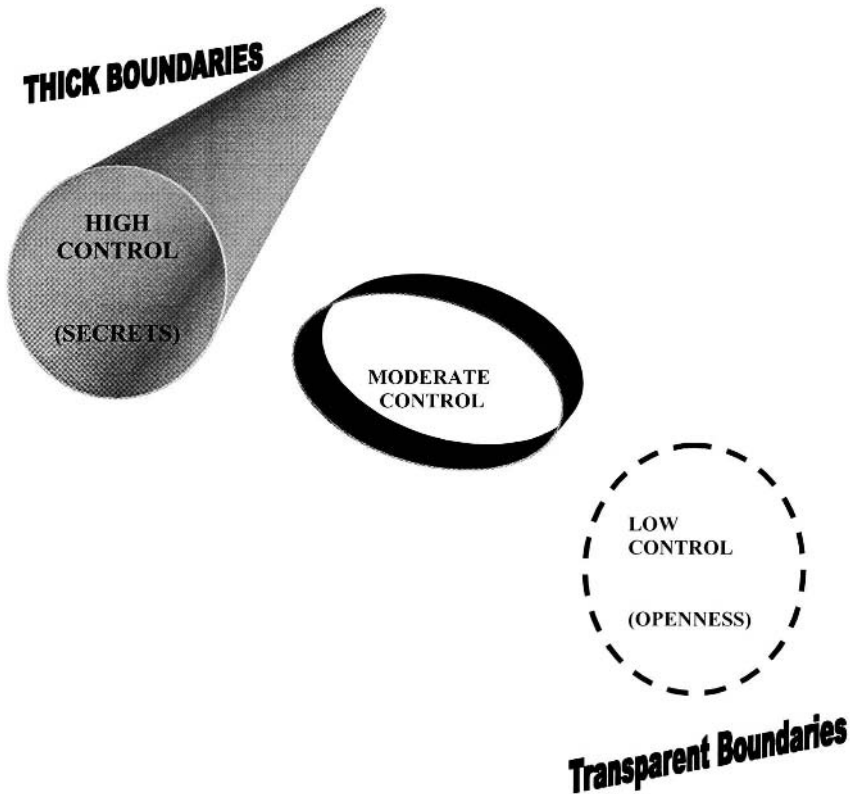 THICK BOUNDARIES
HIGH
CONTROL
(SECRETS)
MODERATE
CONTROL
LOW
CONTROL
(OPENNESS)
Transparent Boundaries